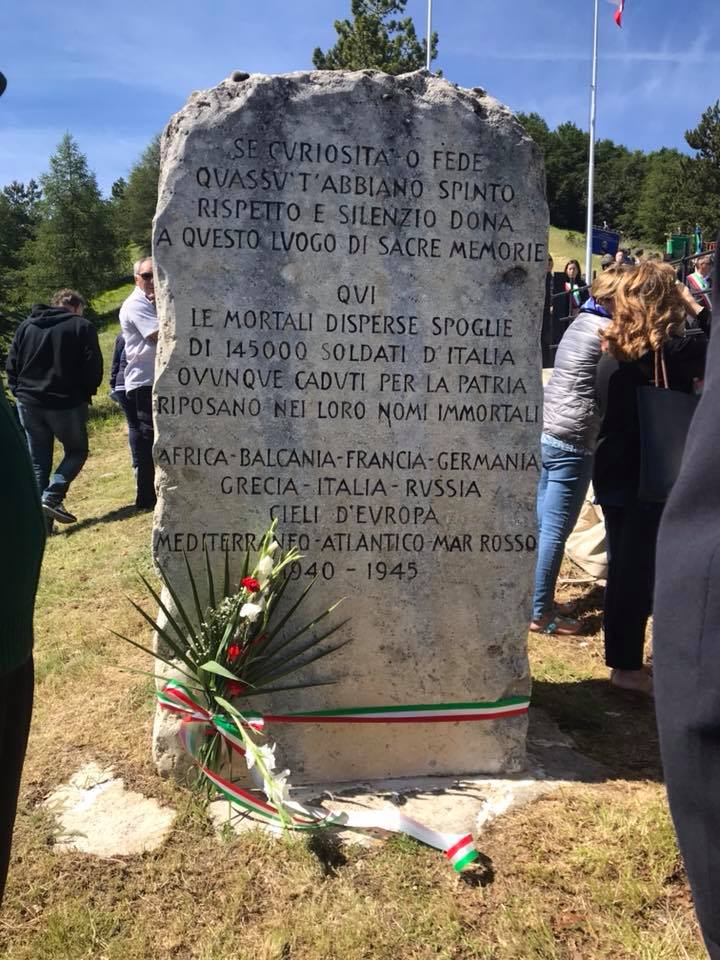 SE CVRIOSITA' O FEDE
QVASSV' T'ABBIANO SPINTO
RISPETTO E SILENZIO DONA
A QVESTO LVOGO DI SACRE MEMORIE
QVI
LE MORTALI DISPERSE SPOGLIE
DI 145000 SOLDATI D'ITALIA
OVVNQVE CADVTI PER LA PATRIA
RIPOSANO NEI LORO NOMI IMMORTALI
AFRICA-BALCANIA-FRANCIA-GERMANIA
GRECIA-ITALIA-RVSSIA
CIELI D'EVROPA
MEDITERRANEO-ATLANTICO-MAR ROSSO
1940 - 1945